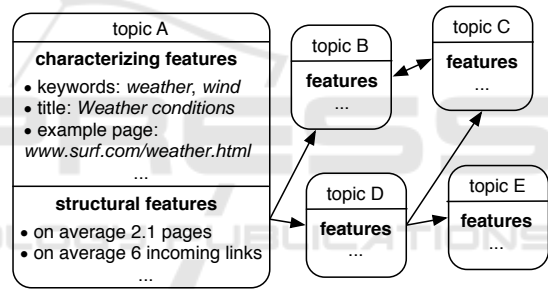 topic A
characterizing features
• keywords: weather, wind
• title: Weather conditions
• example page:
www.surf.com/weather.html
...
structural features
• on average 2.1 pages
• on average 6 incoming links
...
topic B
features
...
topic C
features
...
topic D
features
...
topic E
features
...